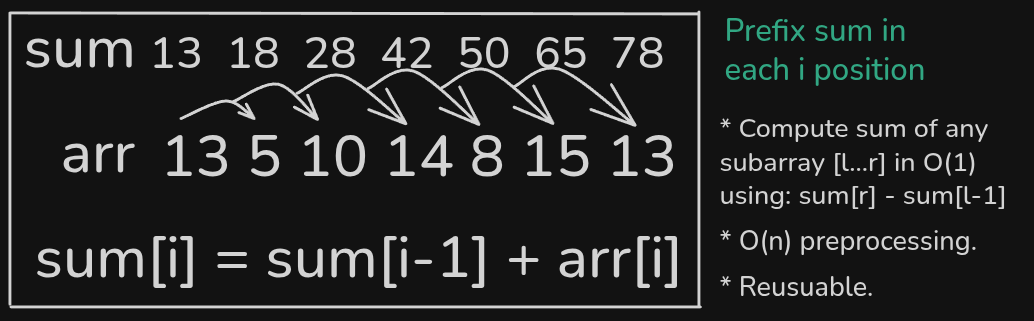 sum 13 18 28 42 50 65 78
arr 13 5 10 14 8 15 13
sum[i] = sum[i-1] + arr[i]
Prefix sum in
each i position
* Compute sum of any
subarray [l...r] in O(1)
using: sum[r] - sum[l-1]
* O(n) preprocessing.
* Reusuable.